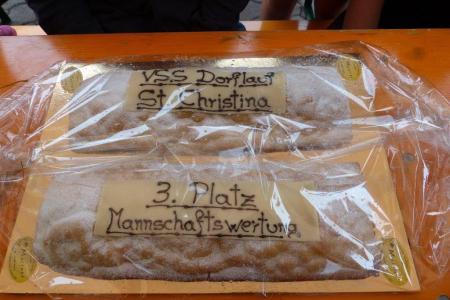 VSS Dorflauf
St. Christina
3. Platz
Mannschaftswertung